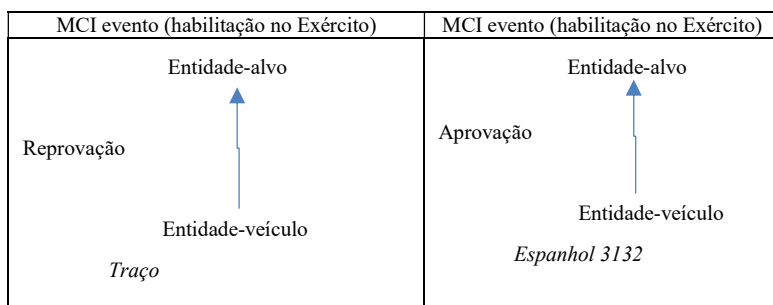 MCI evento (habilitação no Exército) MCI evento (habilitação no Exército)
Entidade-alvo
Reprovação
Entidade-veículo
Traço
Entidade-alvo
Aprovação
Entidade-veículo
Espanhol 3132